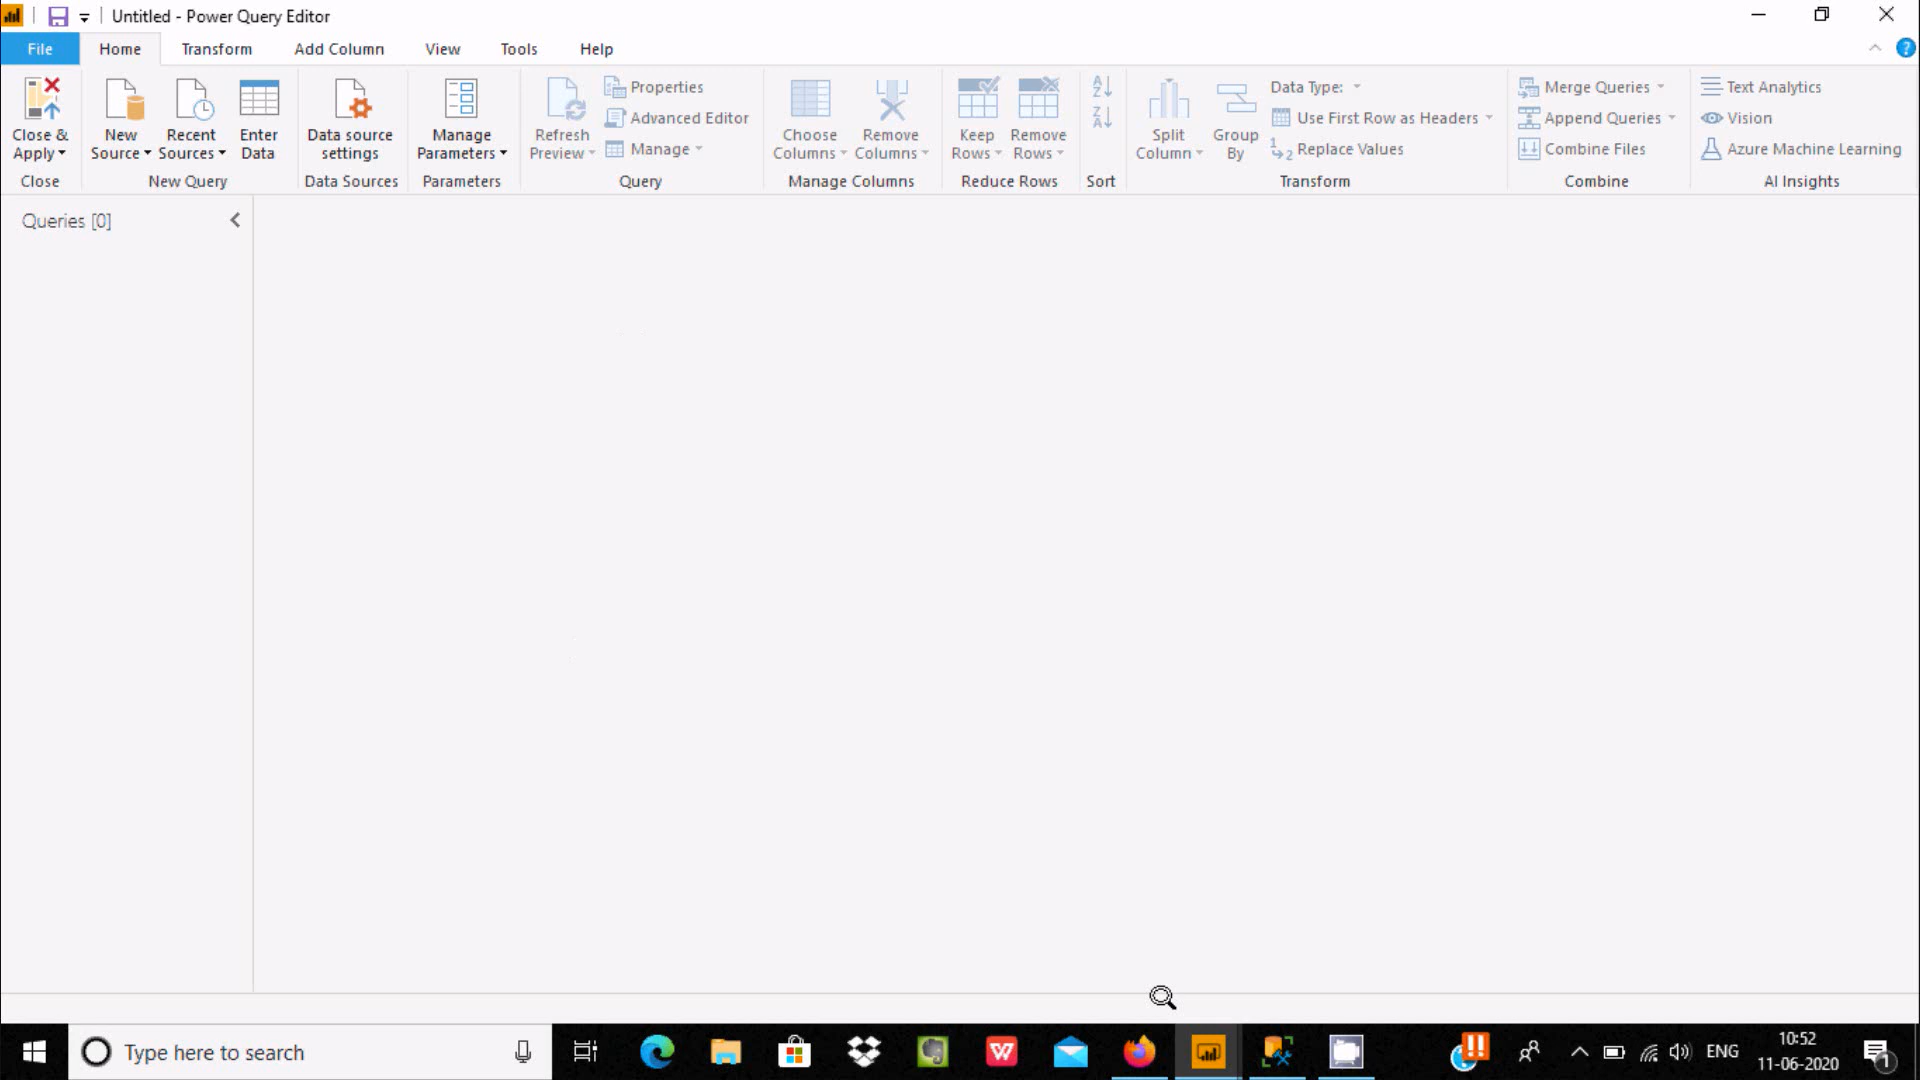 Untitled - Power Query Editor
File Home Transform Add Column View Tools Help
Close & Apply
New Source
Recent Sources
Enter Data
Data source settings
Manage Parameters
Refresh Preview
Properties
Advanced Editor
Manage
Choose Columns
Remove Columns
Keep Rows
Remove Rows
Split Column
Group By
Data Type:
Use First Row as Headers
Replace Values
Merge Queries
Append Queries
Combine Files
Text Analytics
Vision
Azure Machine Learning
Close New Query Data Sources Parameters Query Manage Columns Reduce Rows Sort Transform Combine AI Insights
Queries [0]
Type here to search
ENG
10:52
11-06-2020
1